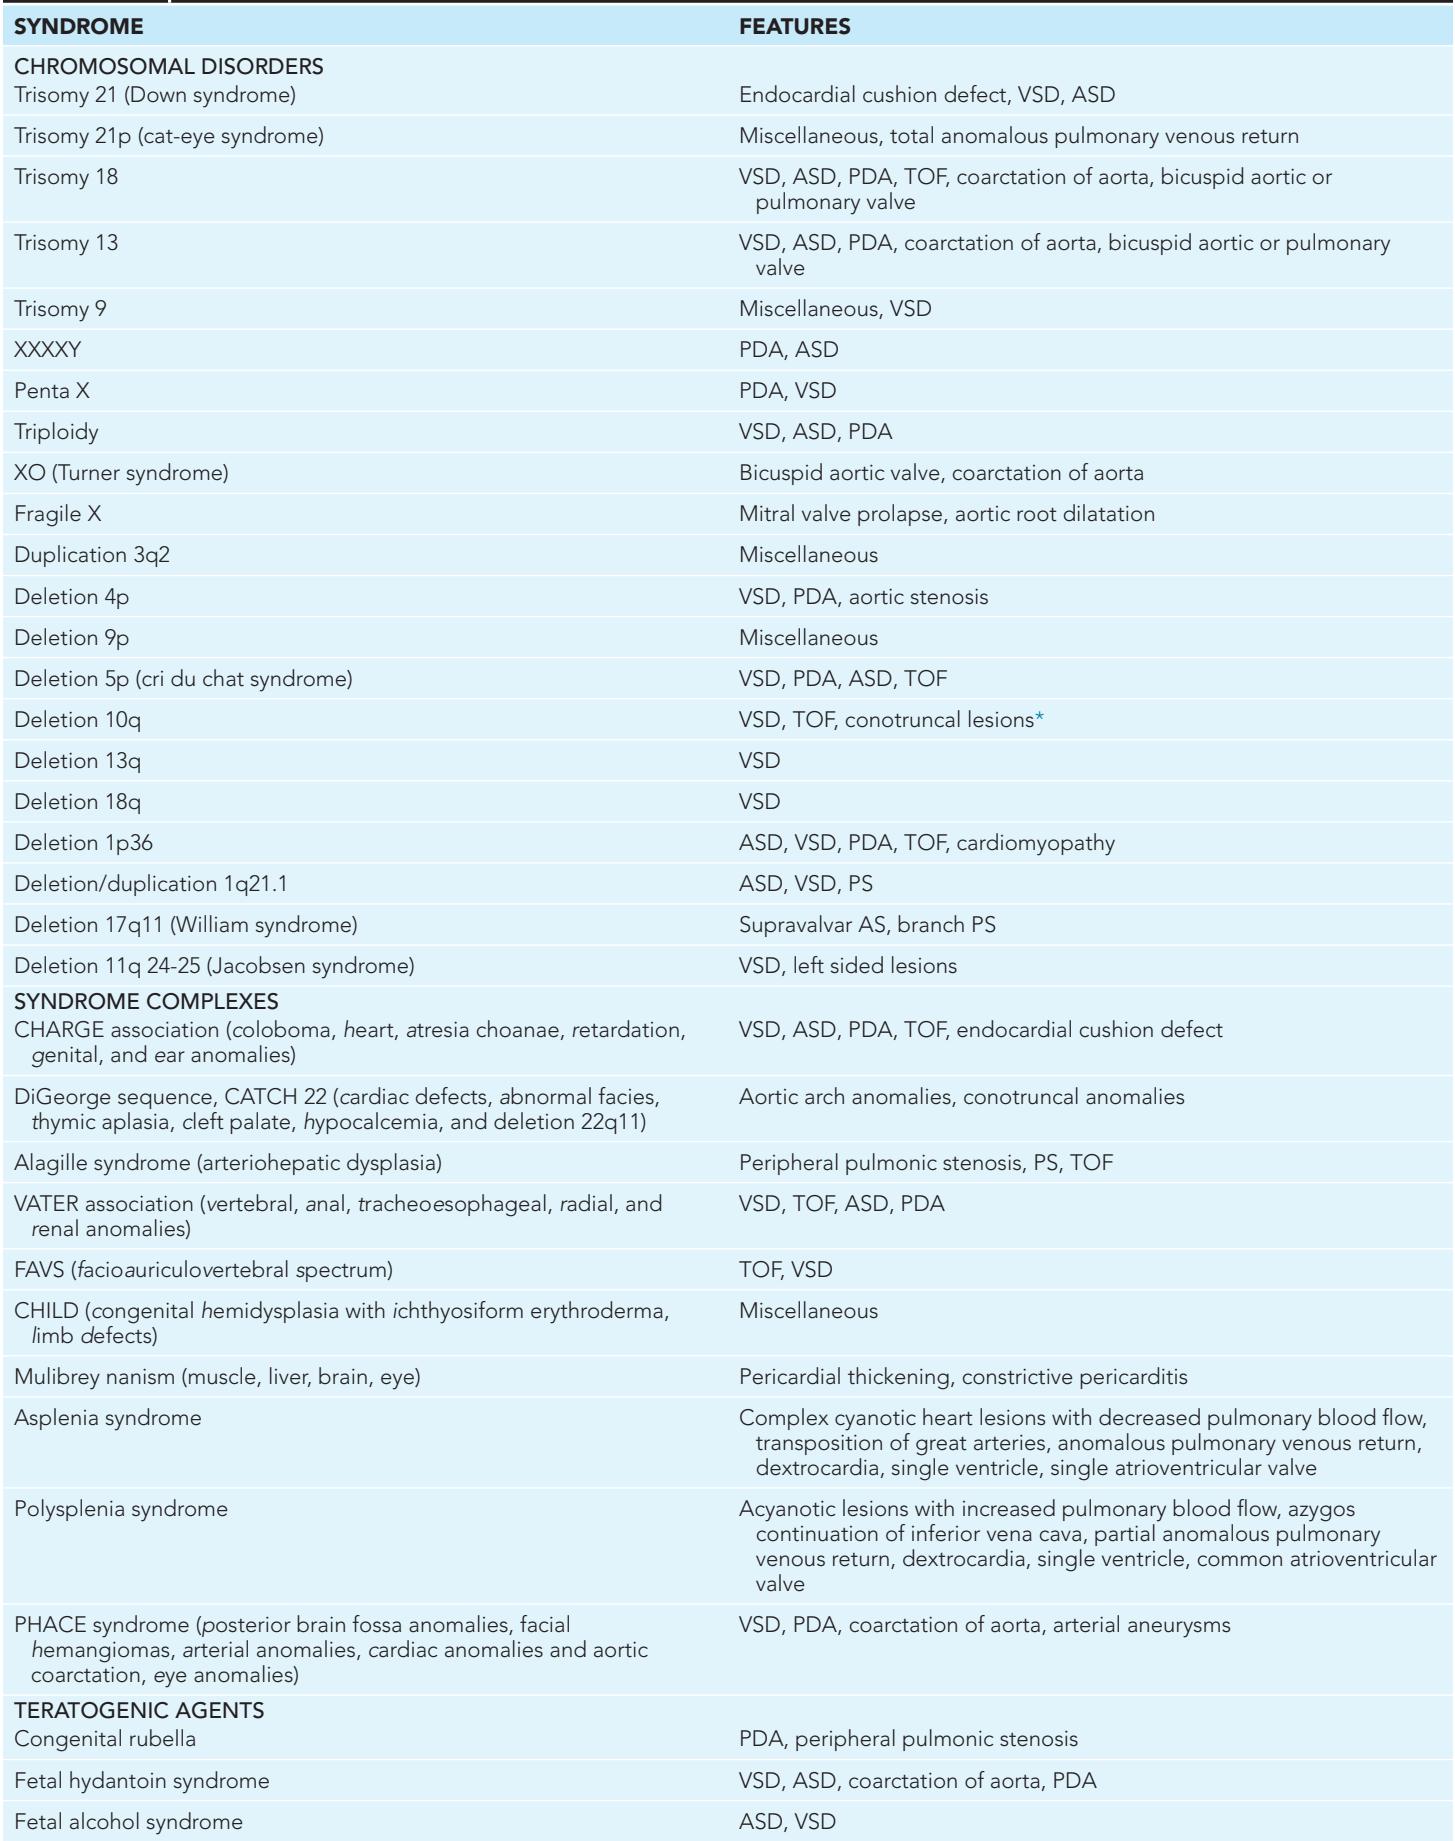 SYNDROME FEATURES
CHROMOSOMAL DISORDERS
Trisomy 21 (Down syndrome) Endocardial cushion defect, VSD, ASD
Trisomy 21p (cat-eye syndrome) Miscellaneous, total anomalous pulmonary venous return
Trisomy 18 VSD, ASD, PDA, TOF, coarctation of aorta, bicuspid aortic or
pulmonary valve
Trisomy 13 VSD, ASD, PDA, coarctation of aorta, bicuspid aortic or pulmonary
valve
Trisomy 9 Miscellaneous, VSD
XXXXY PDA, ASD
Penta X PDA, VSD
Triploidy VSD, ASD, PDA
XO (Turner syndrome) Bicuspid aortic valve, coarctation of aorta
Fragile X Mitral valve prolapse, aortic root dilatation
Duplication 3q2 Miscellaneous
Deletion 4p VSD, PDA, aortic stenosis
Deletion 9p Miscellaneous
Deletion 5p (cri du chat syndrome) VSD, PDA, ASD, TOF
Deletion 10q VSD, TOF, conotruncal lesions*
Deletion 13q VSD
Deletion 18q VSD
Deletion 1p36 ASD, VSD, PDA, TOF, cardiomyopathy
Deletion/duplication 1q21.1 ASD, VSD, PS
Deletion 17q11 (William syndrome) Supravalvar AS, branch PS
Deletion 11q 24-25 (Jacobsen syndrome) VSD, left sided lesions
SYNDROME COMPLEXES
CHARGE association (coloboma, heart, atresia choanae, retardation, VSD, ASD, PDA, TOF, endocardial cushion defect
genital, and ear anomalies)
DiGeorge sequence, CATCH 22 (cardiac defects, abnormal facies, Aortic arch anomalies, conotruncal anomalies
thymic aplasia, cleft palate, hypocalcemia, and deletion 22q11)
Alagille syndrome (arteriohepatic dysplasia) Peripheral pulmonic stenosis, PS, TOF
VATER association (vertebral, anal, tracheoesophageal, radial, and VSD, TOF, ASD, PDA
renal anomalies)
FAVS (facioauriculovertebral spectrum) TOF, VSD
CHILD (congenital hemidysplasia with ichthyosiform erythroderma, Miscellaneous
limb defects)
Mulibrey nanism (muscle, liver, brain, eye) Pericardial thickening, constrictive pericarditis
Asplenia syndrome Complex cyanotic heart lesions with decreased pulmonary blood flow,
transposition of great arteries, anomalous pulmonary venous return,
dextrocardia, single ventricle, single atrioventricular valve
Polysplenia syndrome Acyanotic lesions with increased pulmonary blood flow, azygos
continuation of inferior vena cava, partial anomalous pulmonary
venous return, dextrocardia, single ventricle, common atrioventricular
valve
PHACE syndrome (posterior brain fossa anomalies, facial VSD, PDA, coarctation of aorta, arterial aneurysms
hemangiomas, arterial anomalies, cardiac anomalies and aortic
coarctation, eye anomalies)
TERATOGENIC AGENTS
Congenital rubella PDA, peripheral pulmonic stenosis
Fetal hydantoin syndrome VSD, ASD, coarctation of aorta, PDA
Fetal alcohol syndrome ASD, VSD